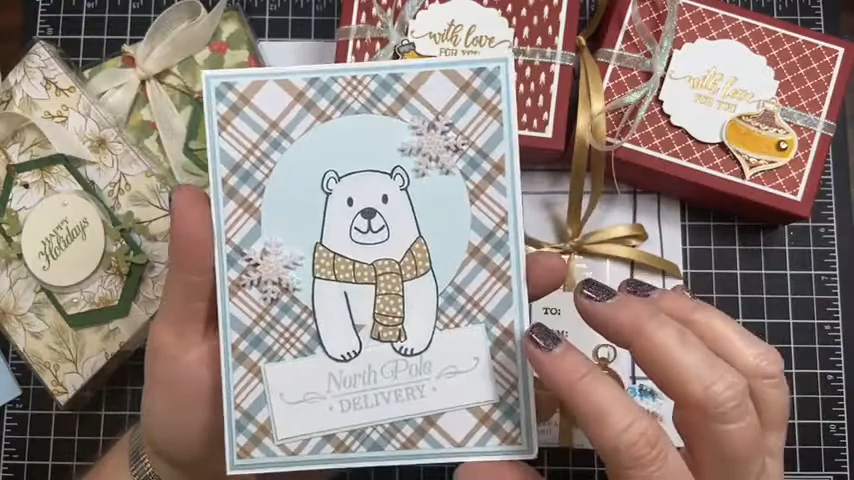 with love
FOR YOU
with love
FOR YOU
HAPPY
Holidays
TO:
North Pole
DELIVERY